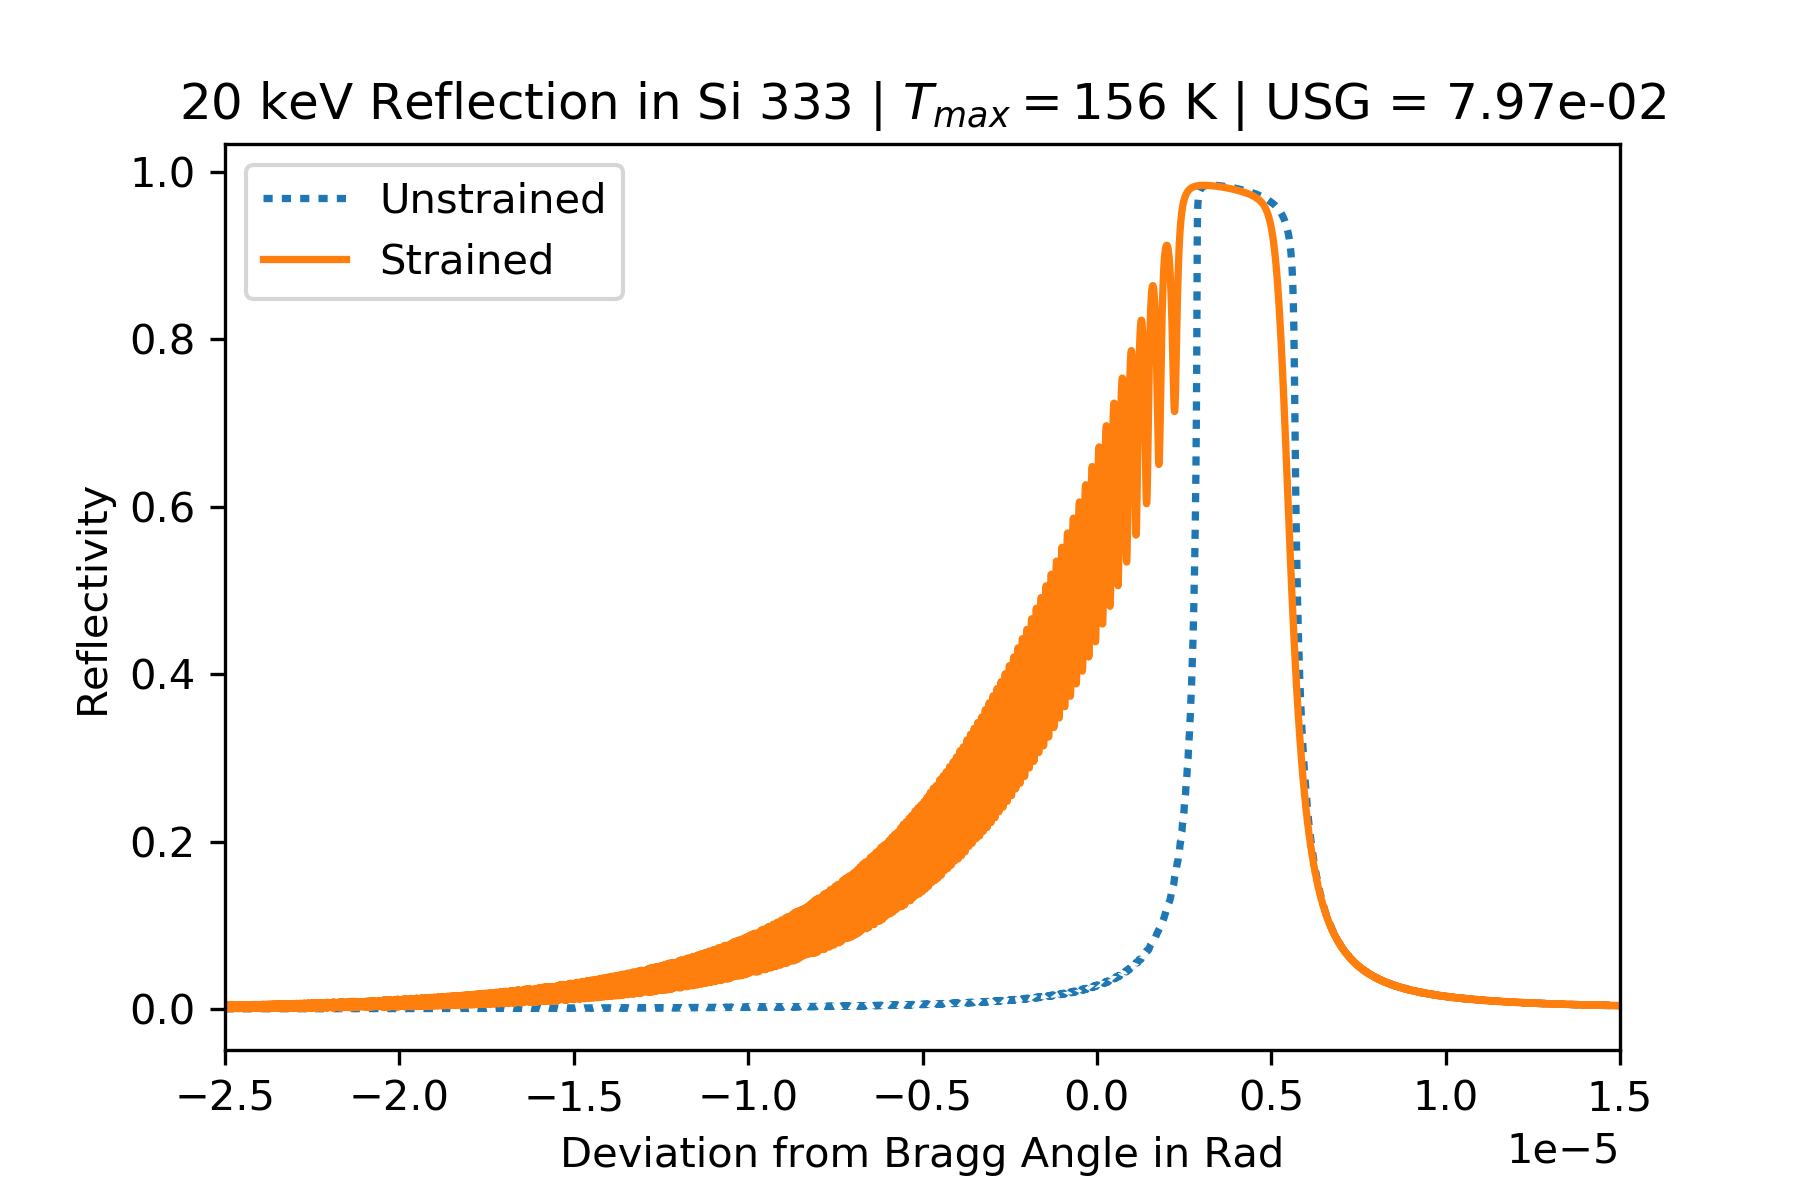 20 keV Reflection in Si 333 | Tmax = 156 K | USG = 7.97e-02
Unstrained
Strained
Reflectivity
1.0
0.8
0.6
0.4
0.2
0.0
−2.5 −2.0 −1.5 −1.0 −0.5 0.0 0.5 1.0 1.5
Deviation from Bragg Angle in Rad
1e−5